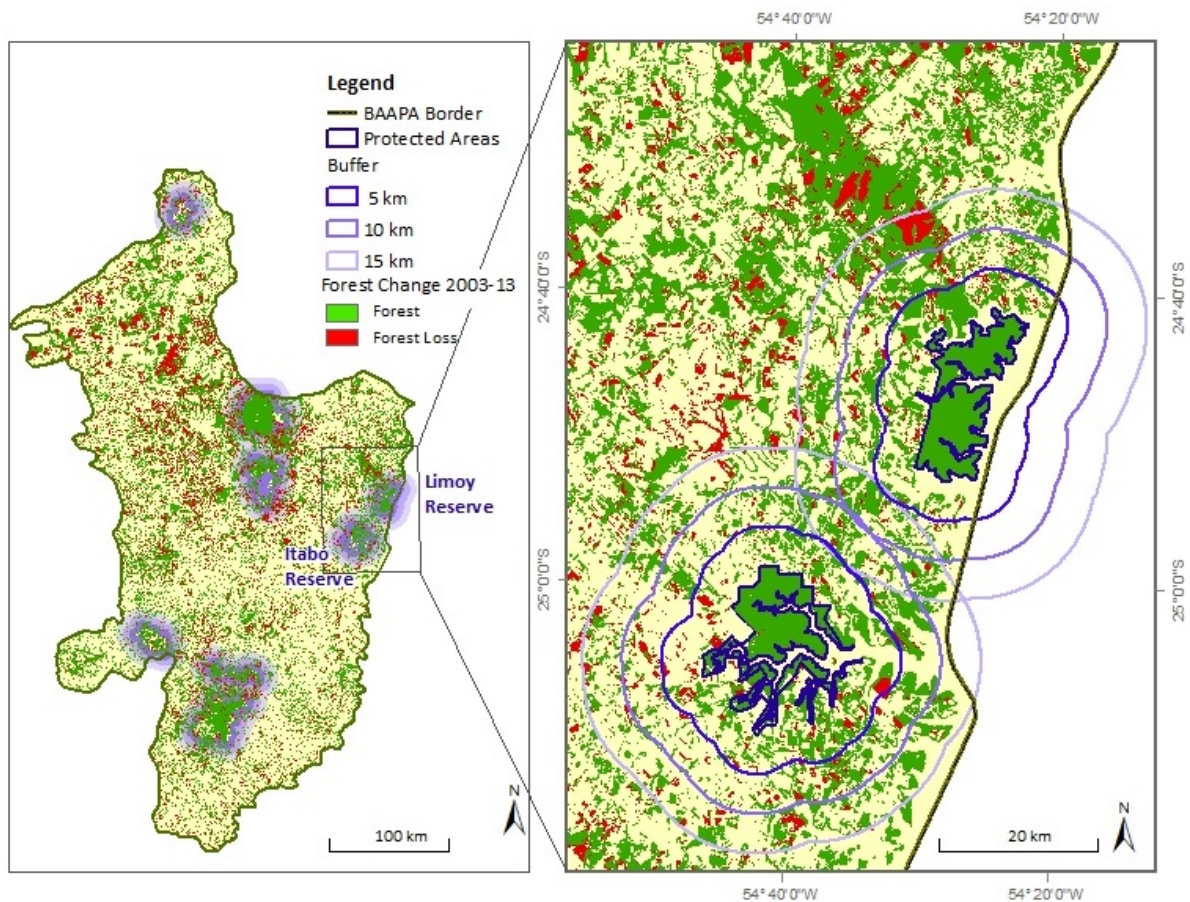 54°40'0"W
54°20'0"W
Legend
BAAPA Border
Protected Areas
Buffer
5 km
10 km
15 km
Forest Change 2003-13
Forest
Forest Loss
24°40'0"S
24°40'0"S
Limoy
Reserve
Itabó
Reserve
25°0'0"S
25°0'0"S
N
100 km
N
20 km
54°40'0"W
54°20'0"W